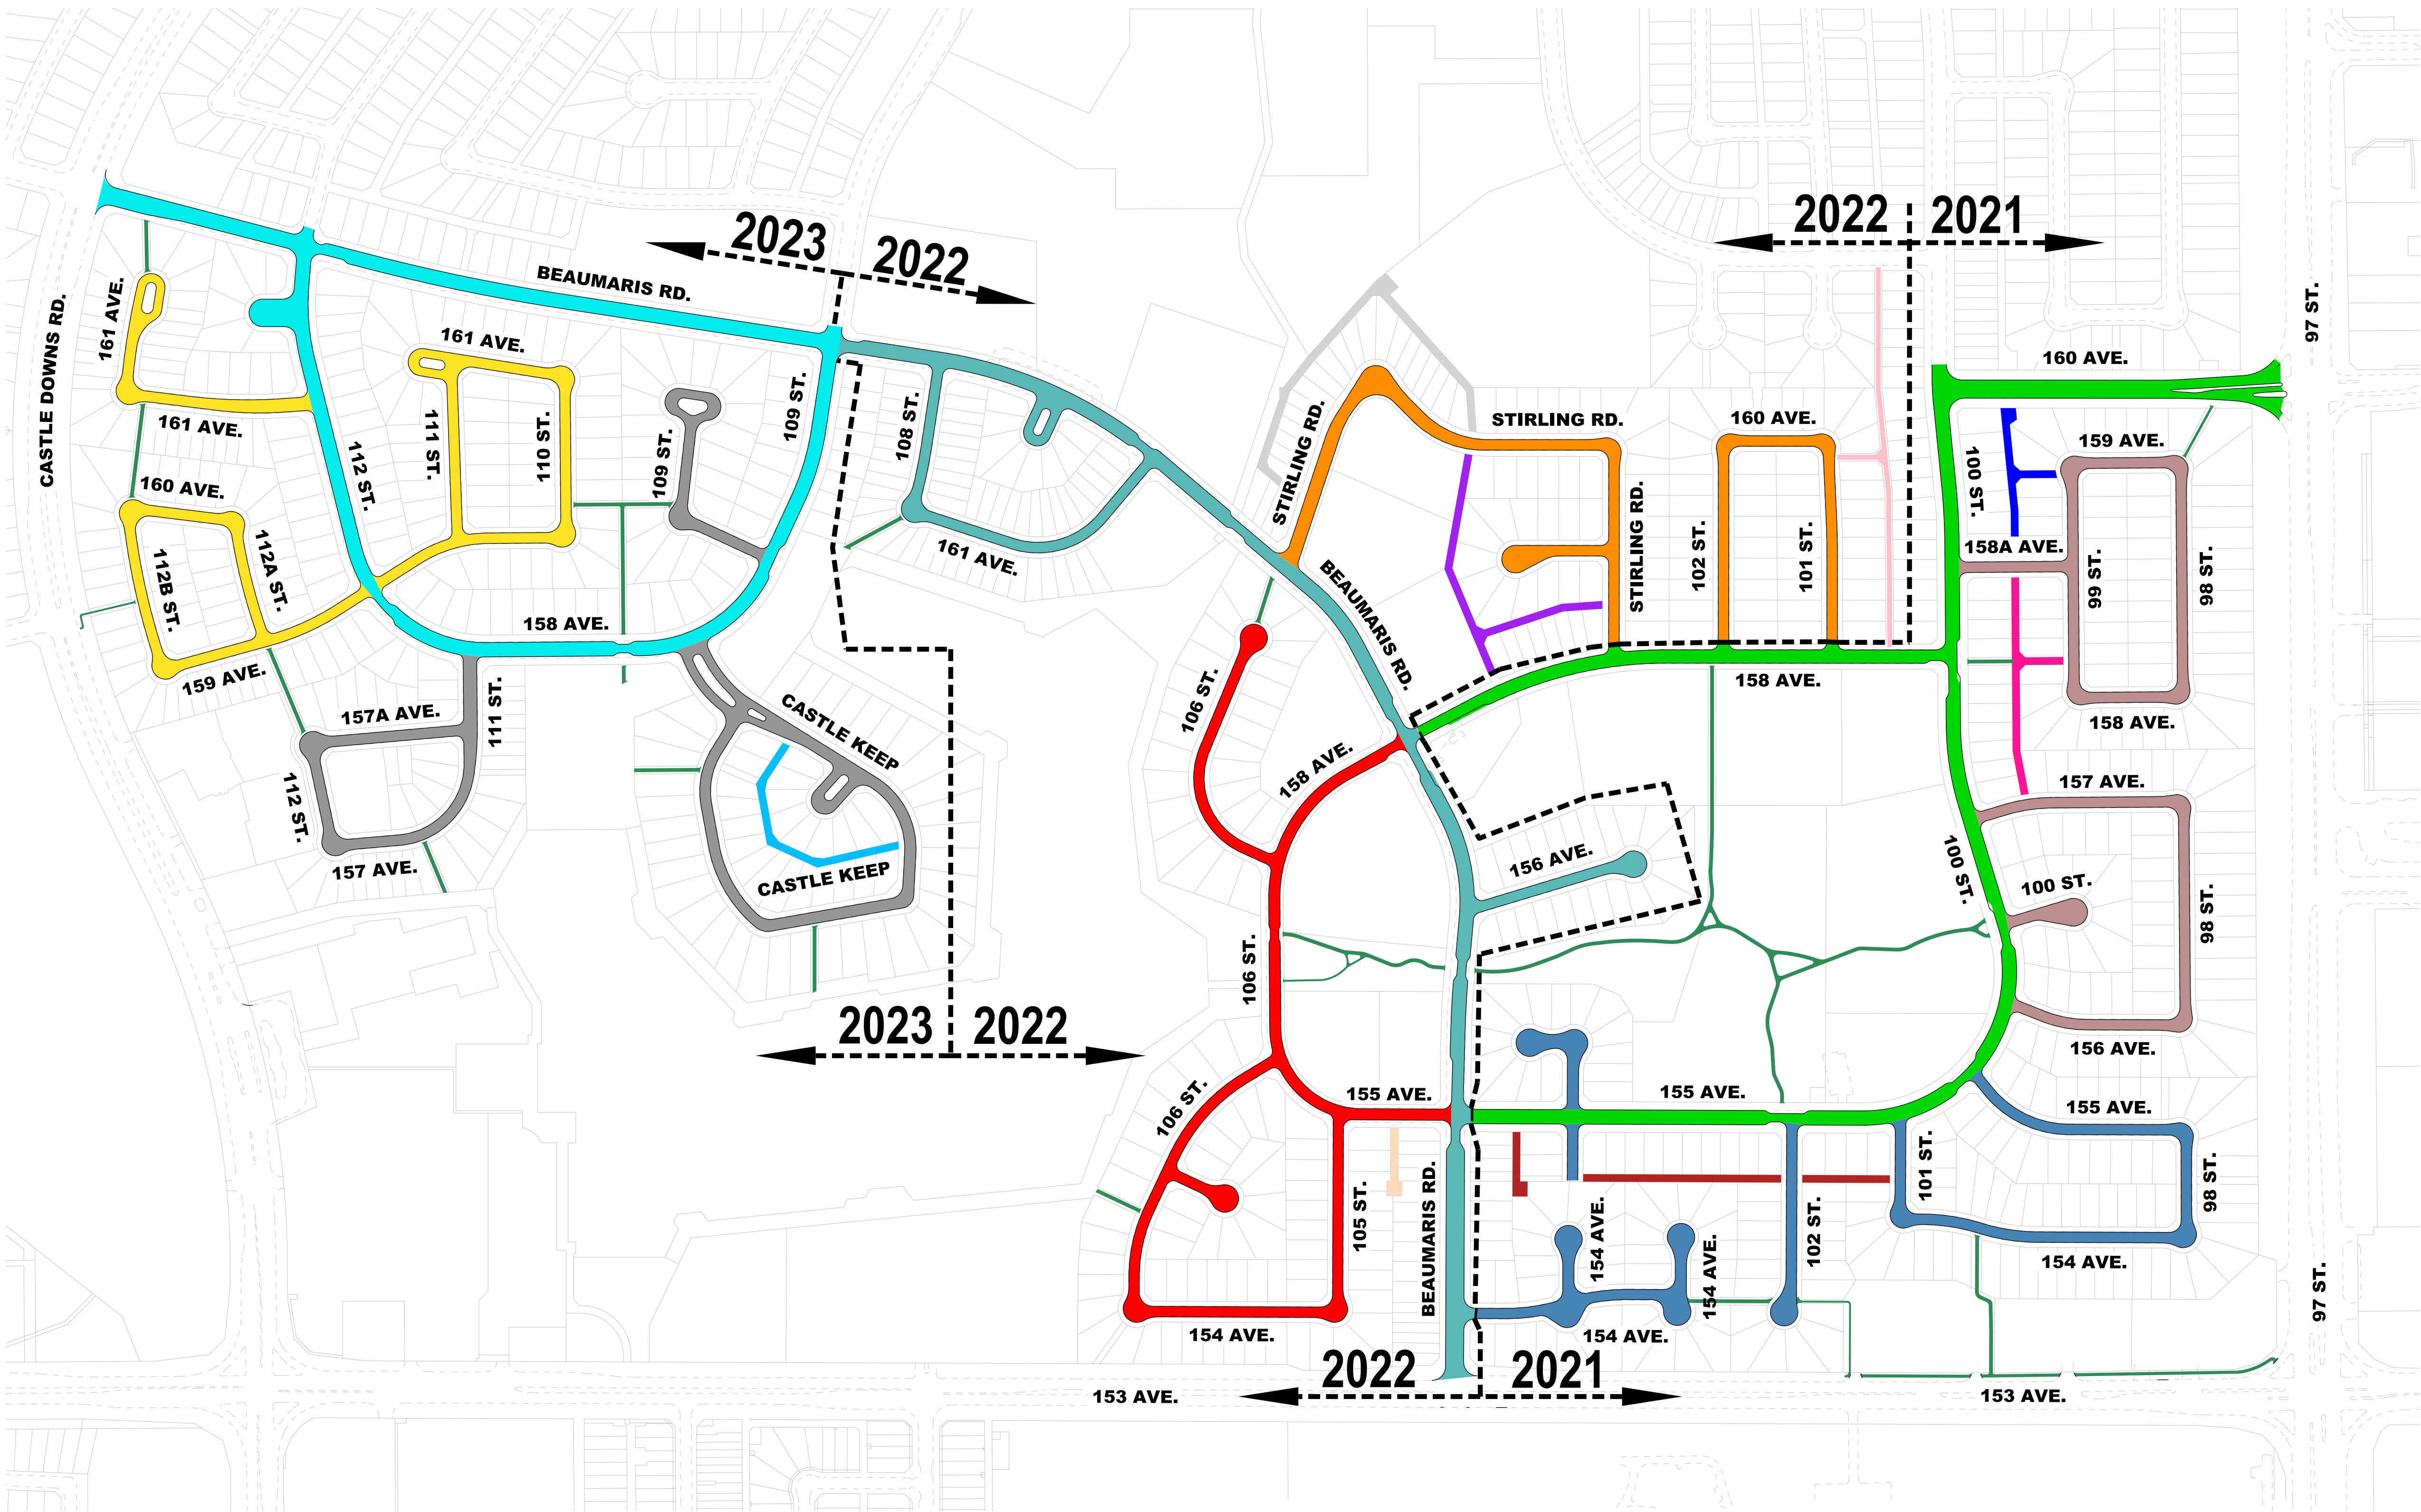 2022
2021
2023
2022
BEAUMARIS RD.
97 ST.
160 AVE.
161 AVE.
161 AVE.
CASTLE DOWNS RD.
161 AVE.
111 ST.
110 ST.
109 ST.
109 ST.
108 ST.
STIRLING RD.
STIRLING RD.
160 AVE.
159 AVE.
112 ST.
100 ST.
160 AVE.
161 AVE.
STIRLING RD.
102 ST.
101 ST.
158A AVE.
99 ST.
98 ST.
112B ST.
112A ST.
158 AVE.
BEAUMARIS RD.
159 AVE.
106 ST.
158 AVE.
158 AVE.
157A AVE.
111 ST.
CASTLE KEEP
158 AVE.
157 AVE.
112 ST.
157 AVE.
CASTLE KEEP
156 AVE.
100 ST.
100 ST.
98 ST.
106 ST.
2023
2022
156 AVE.
106 ST.
155 AVE.
155 AVE.
155 AVE.
105 ST.
BEAUMARIS RD.
154 AVE.
154 AVE.
102 ST.
101 ST.
98 ST.
154 AVE.
97 ST.
154 AVE.
154 AVE.
2022
2021
153 AVE.
153 AVE.